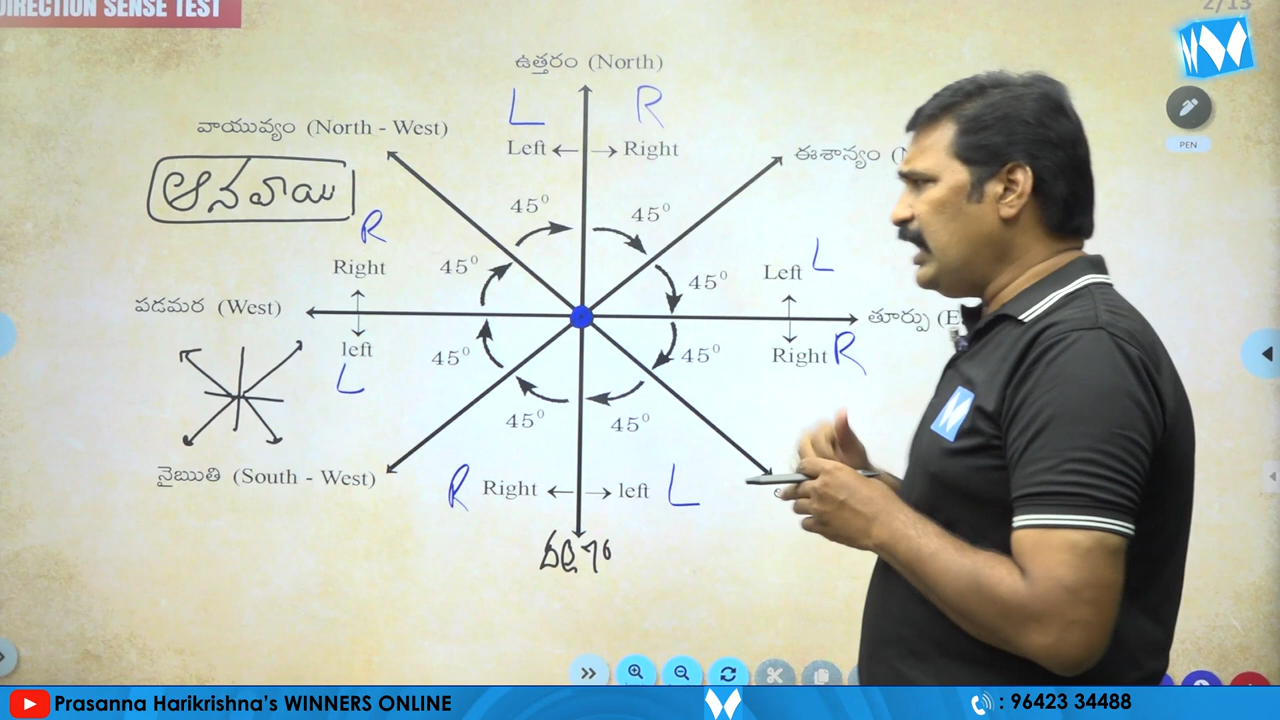 DIRECTION SENSE TEST
2/13
ఉత్తరం (North)
L R
Left Right
వాయువ్యం (North - West)
ఈశాన్యం (N
PEN
ఆనవాయి
45⁰ 45⁰
R
Right
45⁰ 45⁰
Left L
పడమర (West)
తూర్పు (E
left
L
45⁰ 45⁰
Right R
45⁰ 45⁰
నైఋతి (South - West)
R Right left L
Prasanna Harikrishna's WINNERS ONLINE
: 96423 34488